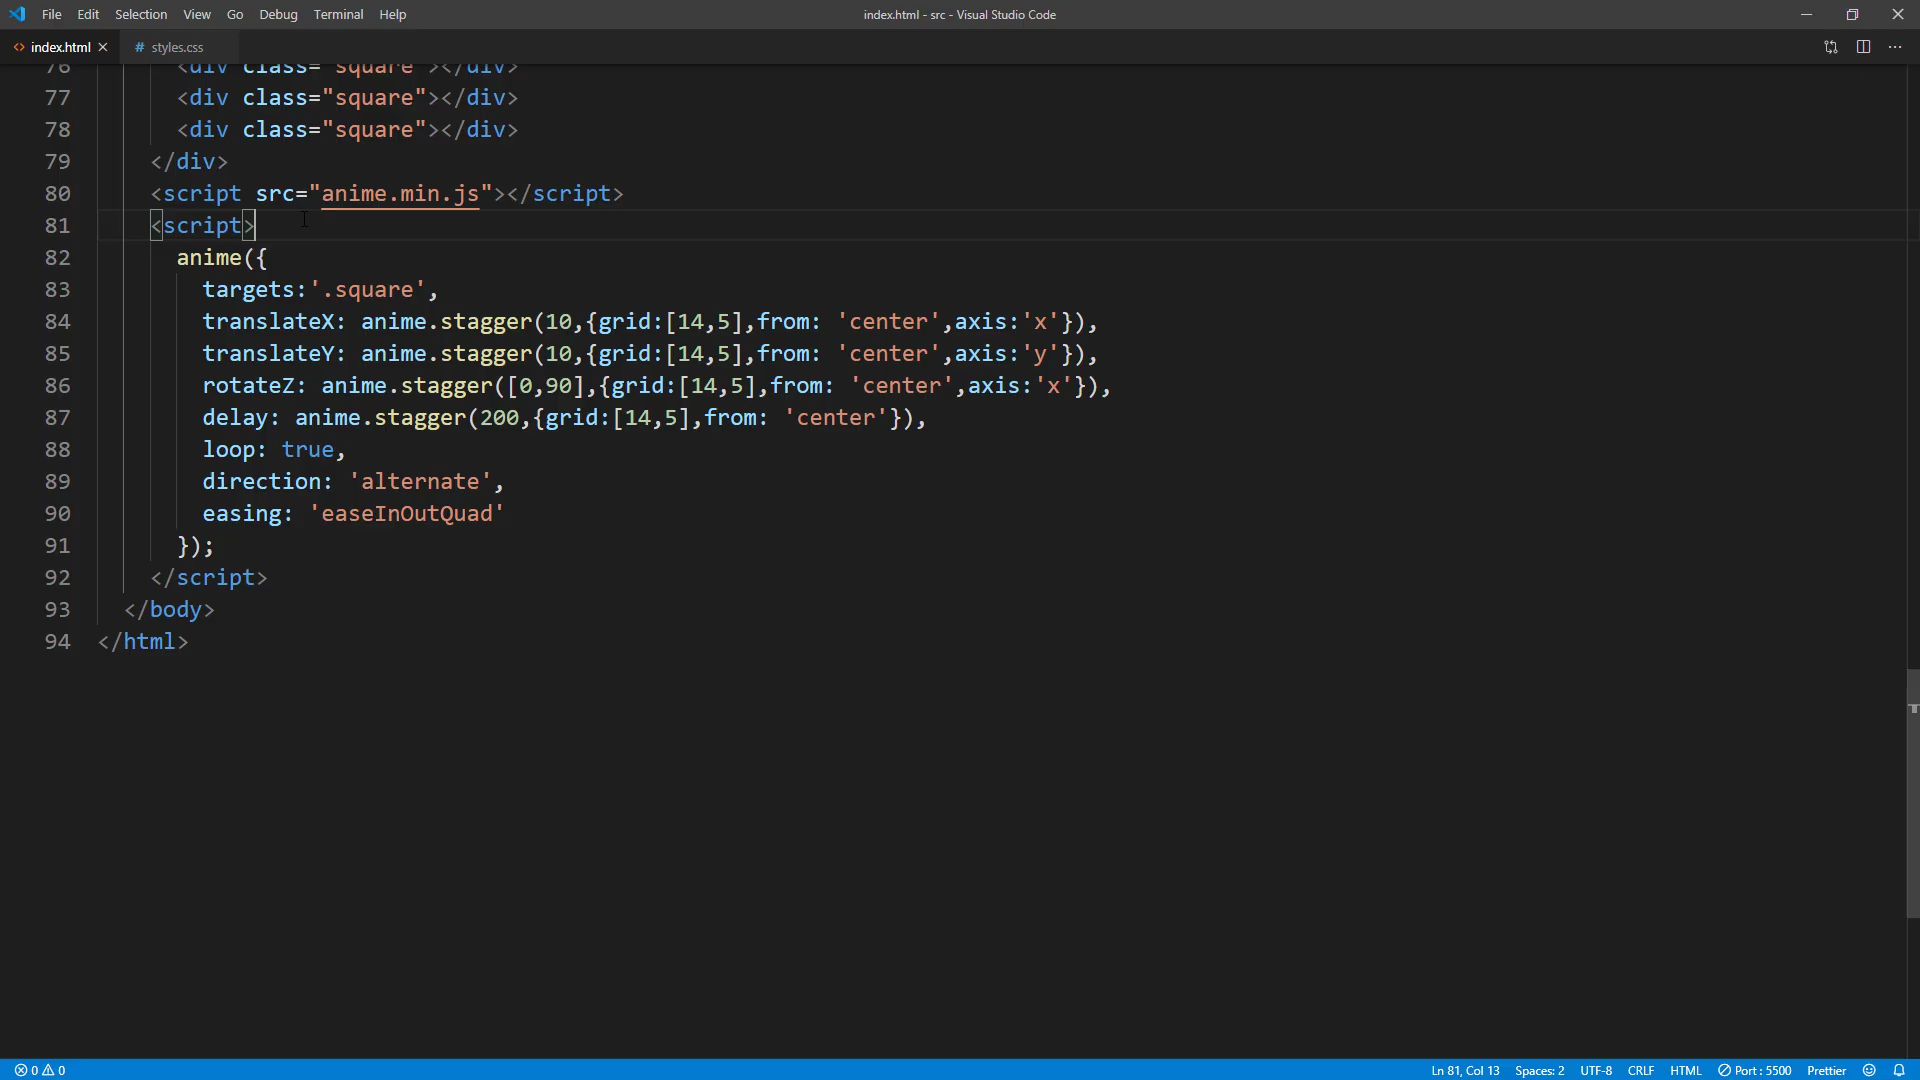 File Edit Selection View Go Debug Terminal Help
index.html - src - Visual Studio Code
<> index.html
# styles.css
76 <div class="square"></div>
77 <div class="square"></div>
78 <div class="square"></div>
79 </div>
80 <script src="anime.min.js"></script>
81 <script>
82 anime({
83 targets:'.square',
84 translateX: anime.stagger(10,{grid:[14,5],from: 'center',axis:'x'}),
85 translateY: anime.stagger(10,{grid:[14,5],from: 'center',axis:'y'}),
86 rotateZ: anime.stagger([0,90],{grid:[14,5],from: 'center',axis:'x'}),
87 delay: anime.stagger(200,{grid:[14,5],from: 'center'}),
88 loop: true,
89 direction: 'alternate',
90 easing: 'easeInOutQuad'
91 });
92 </script>
93 </body>
94 </html>
0 0
Ln 81, Col 13 Spaces: 2 UTF-8 CRLF HTML Port : 5500 Prettier